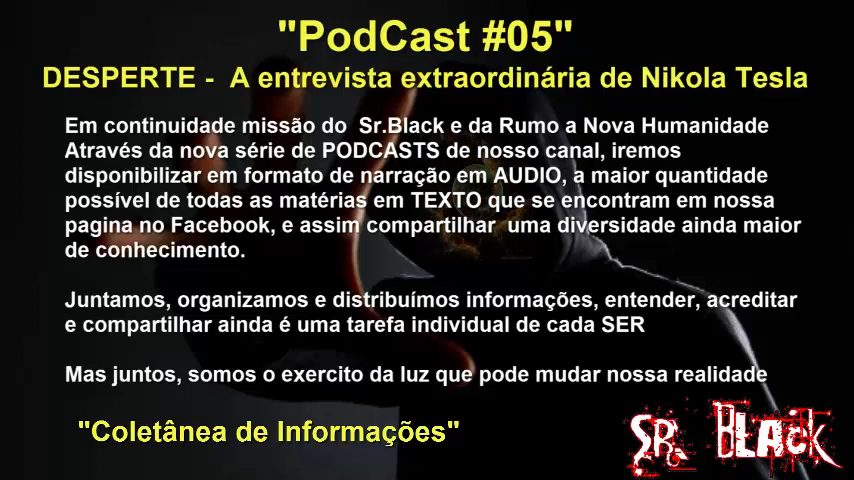 "PodCast #05"
DESPERTE - A entrevista extraordinária de Nikola Tesla
Em continuidade missão do Sr.Black e da Rumo a Nova Humanidade
Através da nova série de PODCASTS de nosso canal, iremos
disponibilizar em formato de narração em AUDIO, a maior quantidade
possível de todas as matérias em TEXTO que se encontram em nossa
pagina no Facebook, e assim compartilhar uma diversidade ainda maior
de conhecimento.
Juntamos, organizamos e distribuímos informações, entender, acreditar
e compartilhar ainda é uma tarefa individual de cada SER
Mas juntos, somos o exercito da luz que pode mudar nossa realidade
"Coletânea de Informações"
SR. BLACK